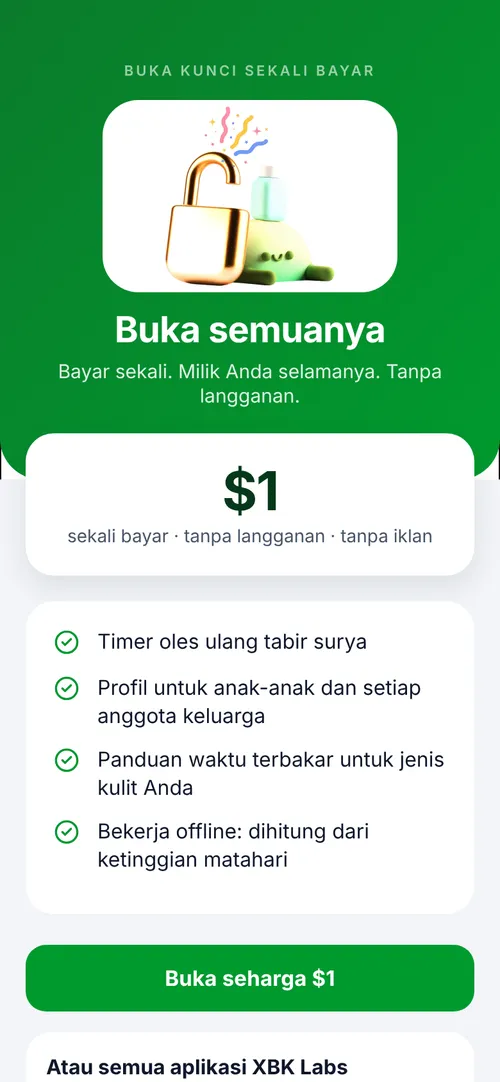 BUKA KUNCI SEKALI BAYAR
Buka semuanya
Bayar sekali. Milik Anda selamanya. Tanpa
langganan.
$1
sekali bayar · tanpa langganan · tanpa iklan
Timer oles ulang tabir surya
Profil untuk anak-anak dan setiap
anggota keluarga
Panduan waktu terbakar untuk jenis
kulit Anda
Bekerja offline: dihitung dari
ketinggian matahari
Buka seharga $1
Atau semua aplikasi XBK Labs